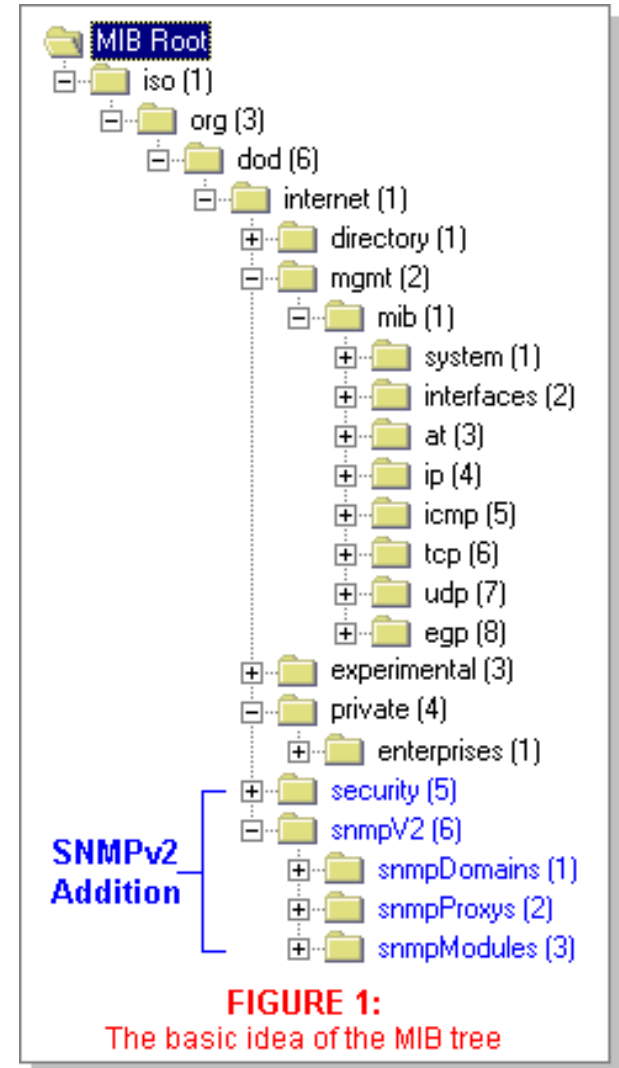 MIB Root
iso (1)
org (3)
dod (6)
internet (1)
directory (1)
mgmt (2)
mib (1)
system (1)
interfaces (2)
at (3)
ip (4)
icmp (5)
tcp (6)
udp (7)
egp (8)
experimental (3)
private (4)
enterprises (1)
security (5)
snmpV2 (6)
SNMPv2
Addition
snmpDomains (1)
snmpProxys (2)
snmpModules (3)
FIGURE 1:
The basic idea of the MIB tree